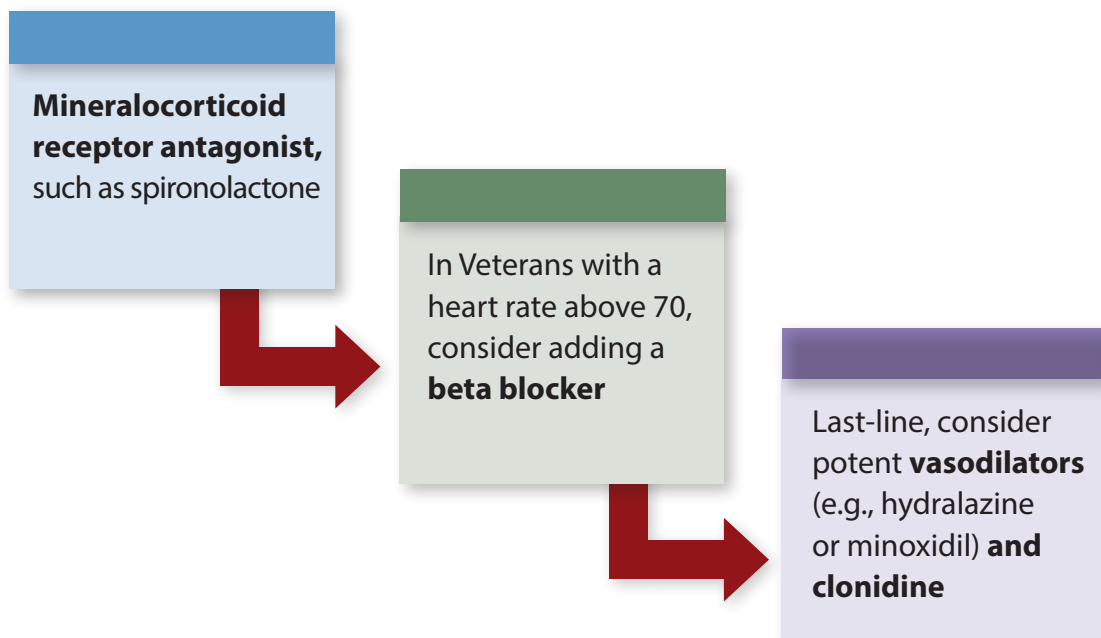 Mineralocorticoid
receptor antagonist,
such as spironolactone
In Veterans with a
heart rate above 70,
consider adding a
beta blocker
Last-line, consider
potent vasodilators
(e.g., hydralazine
or minoxidil) and
clonidine